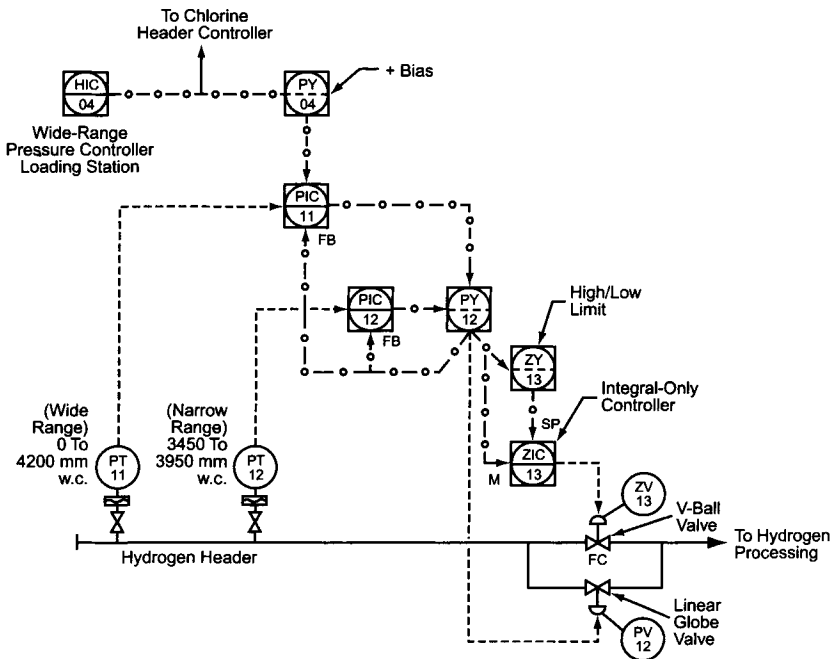 To Chlorine
Header Controller
HIC
04
PY
04
+ Bias
Wide-Range
Pressure Controller
Loading Station
PIC
11
FB
PIC
12
FB
PY
12
High/Low
Limit
ZY
13
Integral-Only
Controller
SP
ZIC
13
M
(Wide
Range)
0 To
4200 mm
w.c.
PT
11
(Narrow
Range)
3450 To
3950 mm
w.c.
PT
12
ZV
13
V-Ball
Valve
FC
To Hydrogen
Processing
Hydrogen Header
Linear
Globe
Valve
PV
12